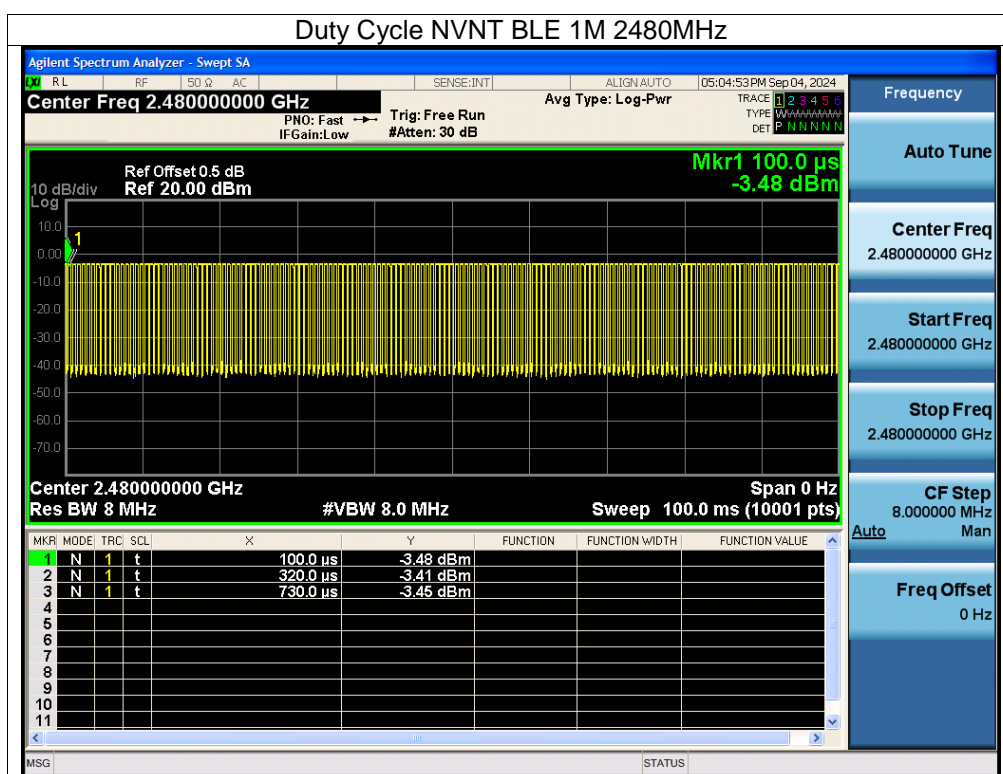 Duty Cycle NVNT BLE 1M 2480MHz
Agilent Spectrum Analyzer - Swept SA
LXI RL RF 50 Ω AC SENSE:INT ALIGN AUTO 05:04:53 PM Sep 04, 2024
Center Freq 2.480000000 GHz
PNO: Fast
IFGain:Low
Trig: Free Run
#Atten: 30 dB
Avg Type: Log-Pwr
TRACE 1 2 3 4 5 6
TYPE WWWWWW
DET P N N N N N
Frequency
Auto Tune
Center Freq
2.480000000 GHz
Start Freq
2.480000000 GHz
Stop Freq
2.480000000 GHz
CF Step
8.000000 MHz
Auto Man
Freq Offset
0 Hz
Mkr1 100.0 µs
-3.48 dBm
Ref Offset 0.5 dB
10 dB/div Ref 20.00 dBm
Log
10.0
1
0.00
-10.0
-20.0
-30.0
-40.0
-50.0
-60.0
-70.0
Center 2.480000000 GHz Span 0 Hz
Res BW 8 MHz #VBW 8.0 MHz Sweep 100.0 ms (10001 pts)
MKR MODE TRC SCL X Y FUNCTION FUNCTION WIDTH FUNCTION VALUE
1 N 1 t 100.0 µs -3.48 dBm
2 N 1 t 320.0 µs -3.41 dBm
3 N 1 t 730.0 µs -3.45 dBm
4
5
6
7
8
9
10
11
MSG STATUS